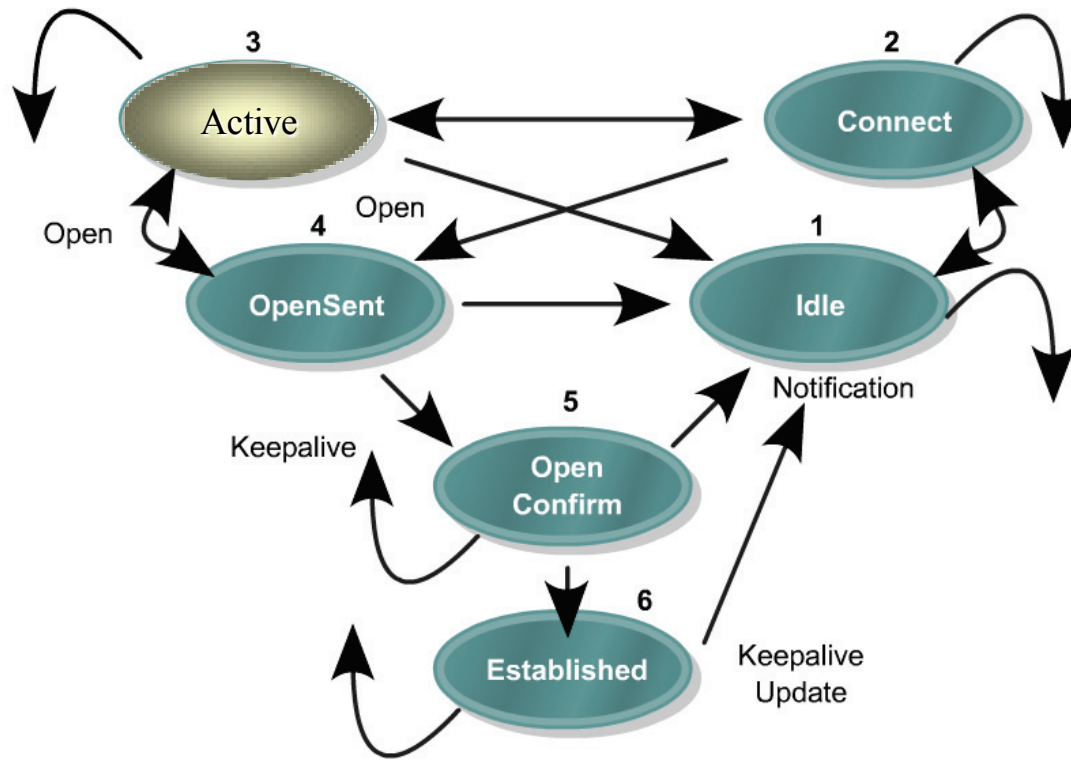 3
2
Active
Connect
Open
Open
4
1
OpenSent
Idle
Notification
5
Keepalive
Open
Confirm
6
Established
Keepalive
Update